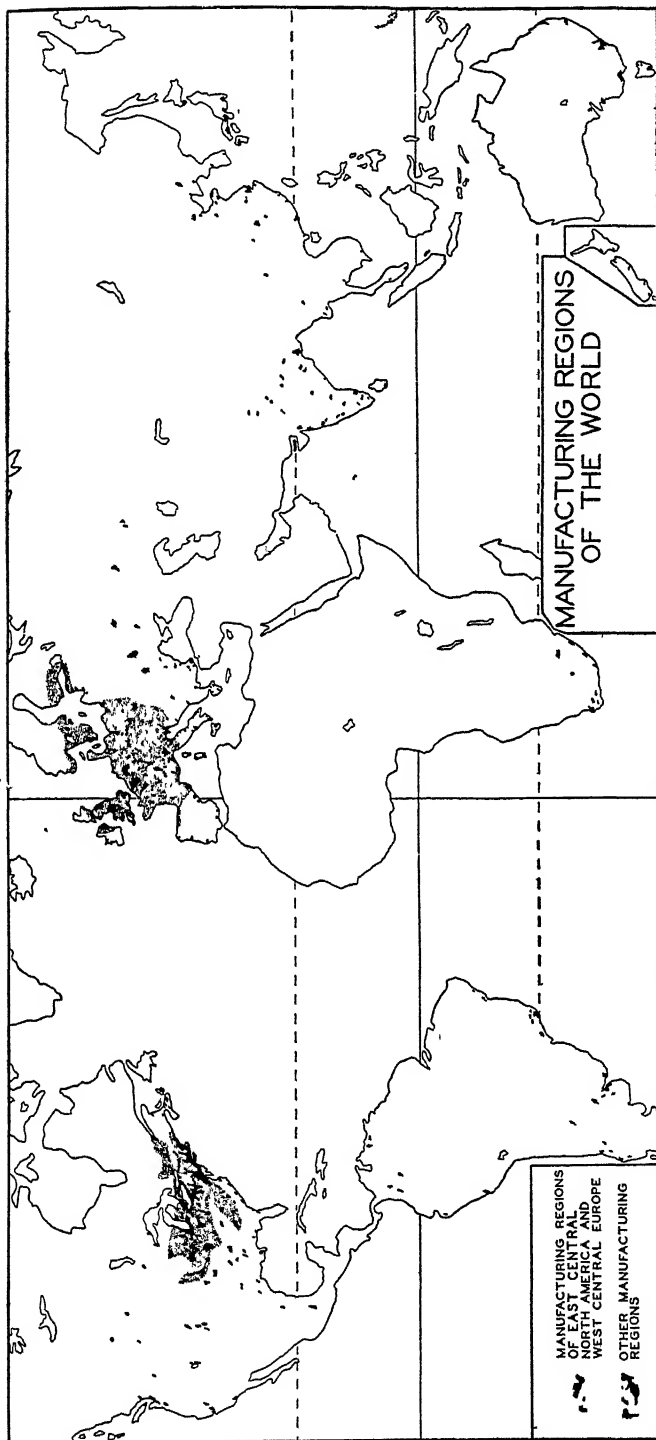 MANUFACTURING REGIONS
OF THE WORLD
MANUFACTURING REGIONS
OF EAST CENTRAL
NORTH AMERICA AND
WEST CENTRAL EUROPE
OTHER MANUFACTURING
REGIONS